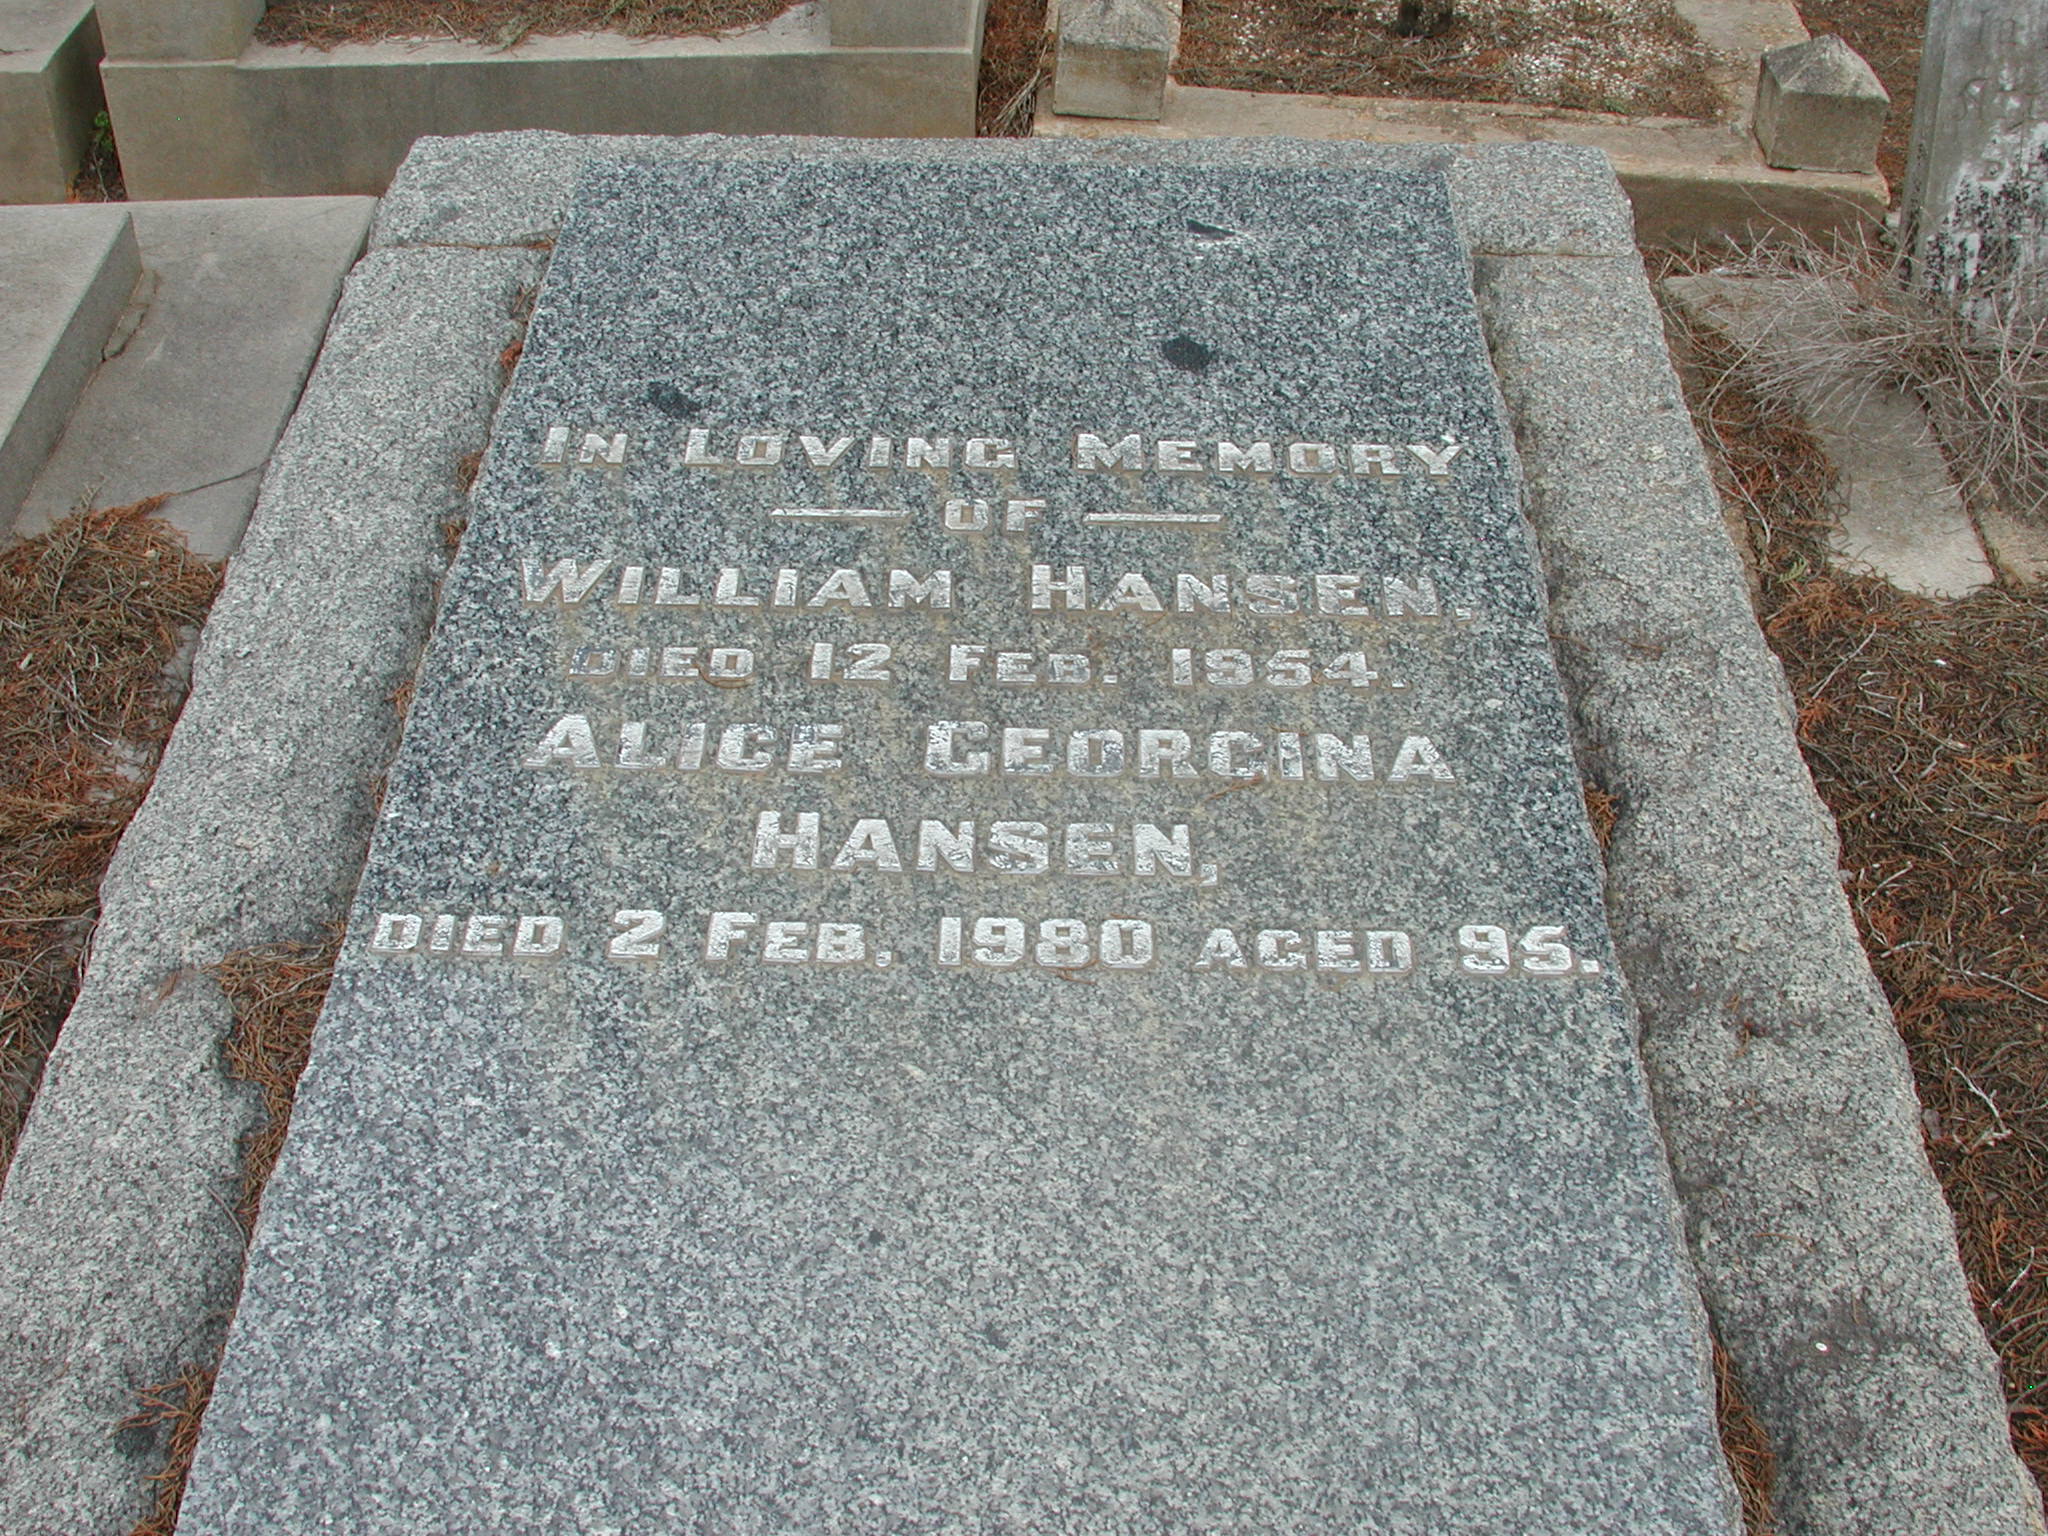 IN LOVING MEMORY
— OF —
WILLIAM HANSEN,
DIED 12 FEB. 1954.
ALICE GEORGINA
HANSEN,
DIED 2 FEB. 1980 AGED 95.